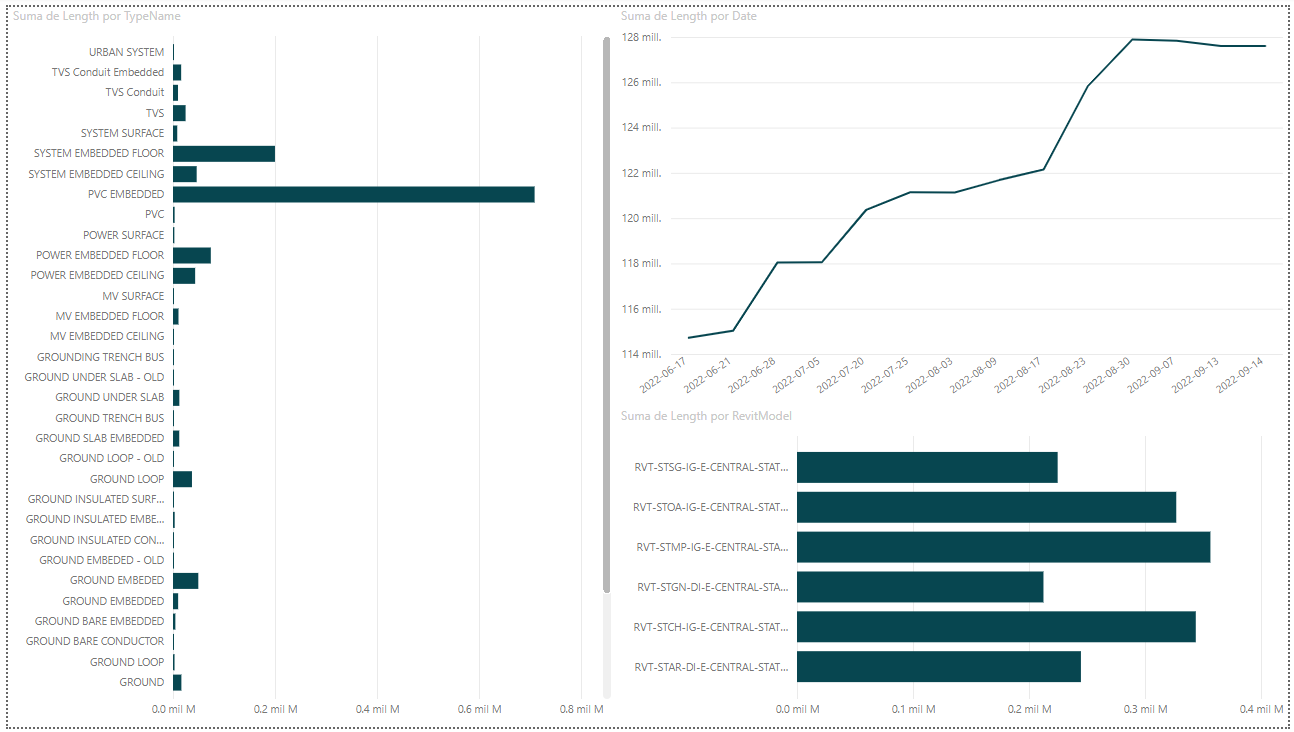 Suma de Length por TypeName
URBAN SYSTEM
TVS Conduit Embedded
TVS Conduit
TVS
SYSTEM SURFACE
SYSTEM EMBEDDED FLOOR
SYSTEM EMBEDDED CEILING
PVC EMBEDDED
PVC
POWER SURFACE
POWER EMBEDDED FLOOR
POWER EMBEDDED CEILING
MV SURFACE
MV EMBEDDED FLOOR
MV EMBEDDED CEILING
GROUNDING TRENCH BUS
GROUND UNDER SLAB - OLD
GROUND UNDER SLAB
GROUND TRENCH BUS
GROUND SLAB EMBEDDED
GROUND LOOP - OLD
GROUND LOOP
GROUND INSULATED SURF...
GROUND INSULATED EMBE...
GROUND INSULATED CON...
GROUND EMBEDED - OLD
GROUND EMBEDED
GROUND EMBEDDED
GROUND BARE EMBEDDED
GROUND BARE CONDUCTOR
GROUND LOOP
GROUND
0.0 mil M 0.2 mil M 0.4 mil M 0.6 mil M 0.8 mil M
Suma de Length por Date
128 mill.
126 mill.
124 mill.
122 mill.
120 mill.
118 mill.
116 mill.
114 mill.
2022-06-17 2022-06-21 2022-06-28 2022-07-05 2022-07-20 2022-07-25 2022-08-03 2022-08-09 2022-08-17 2022-08-23 2022-08-30 2022-09-07 2022-09-13 2022-09-14
Suma de Length por RevitModel
RVT-STSG-IG-E-CENTRAL-STAT...
RVT-STOA-IG-E-CENTRAL-STAT...
RVT-STMP-IG-E-CENTRAL-STA...
RVT-STGN-DI-E-CENTRAL-STA...
RVT-STCH-IG-E-CENTRAL-STAT...
RVT-STAR-DI-E-CENTRAL-STAT...
0.0 mil M 0.1 mil M 0.2 mil M 0.3 mil M 0.4 mil M